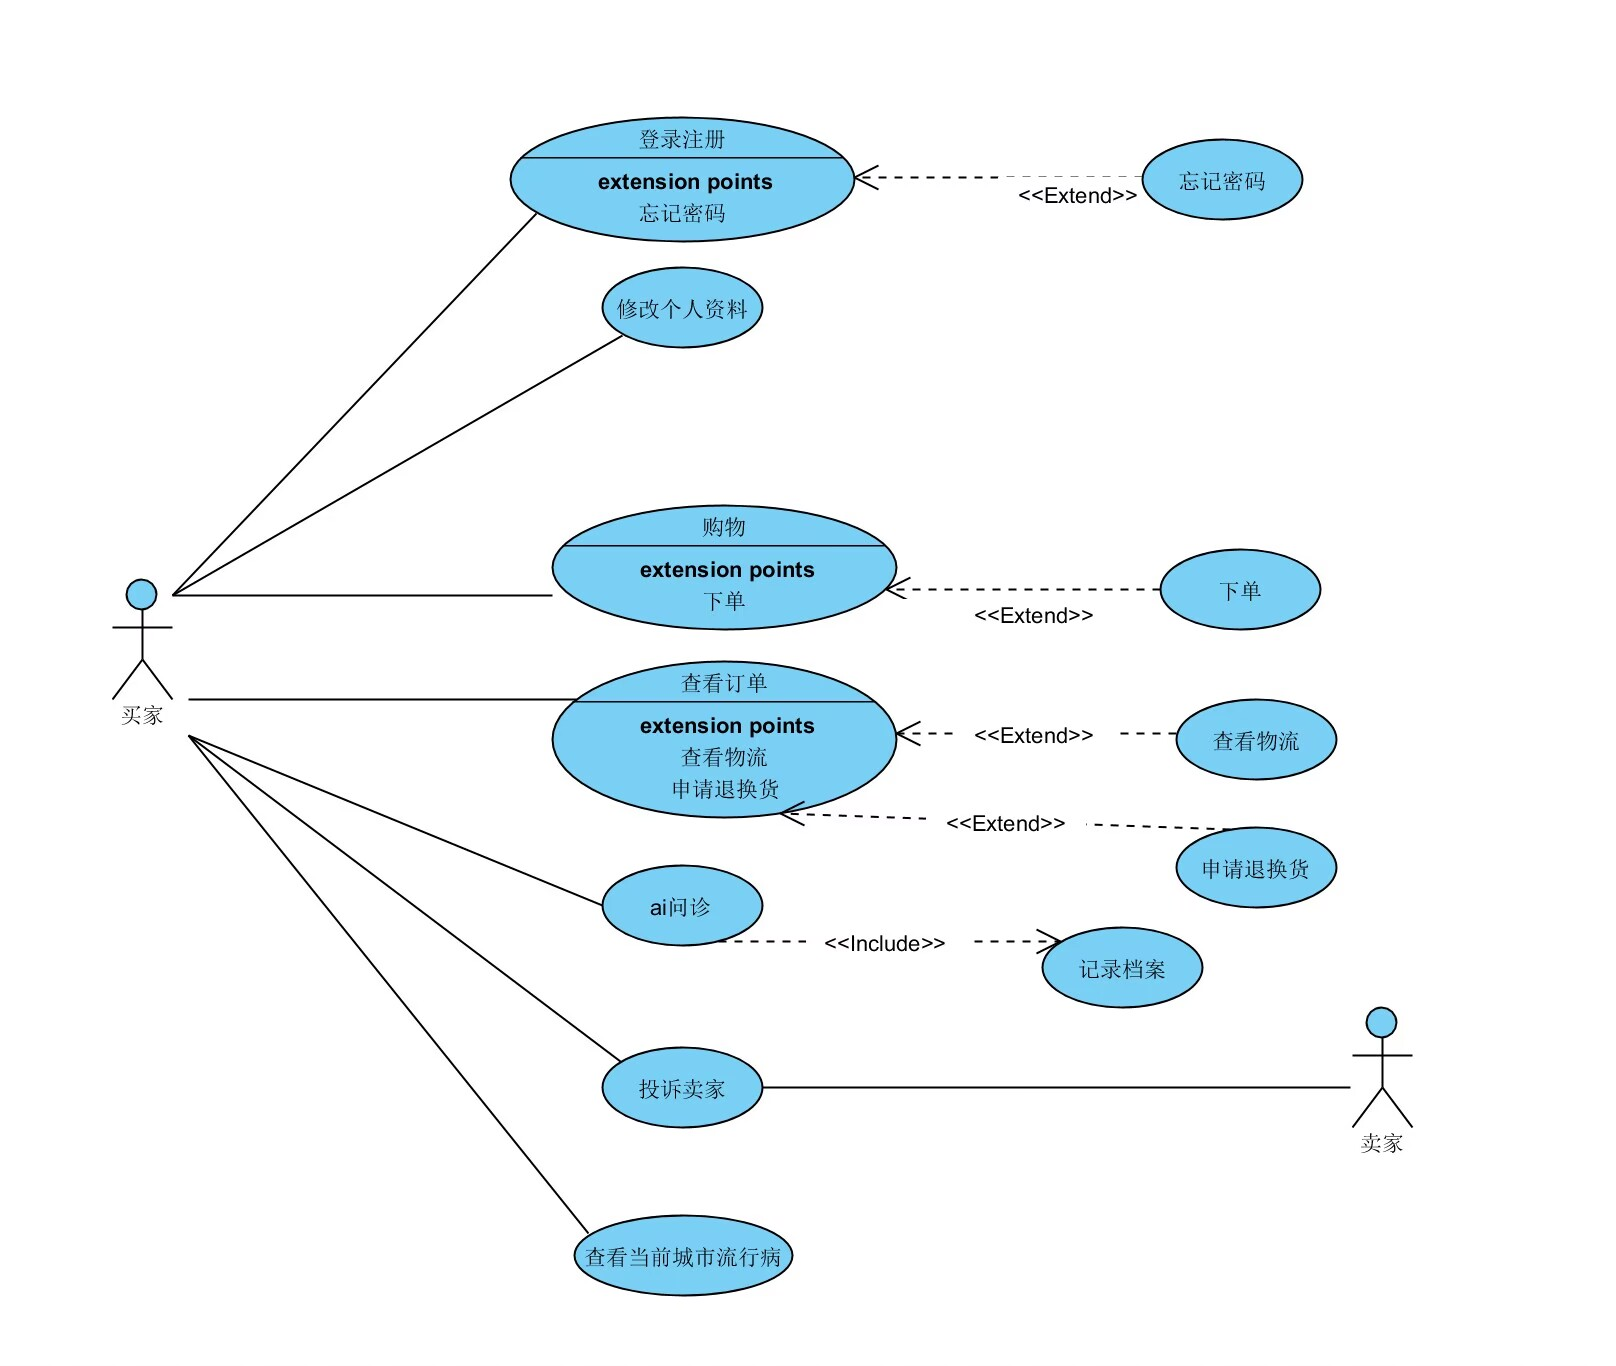 登录注册
extension points
忘记密码
<<Extend>>
忘记密码
修改个人资料
购物
extension points
下单
<<Extend>>
下单
买家
查看订单
extension points
查看物流
申请退换货
<<Extend>>
查看物流
<<Extend>>
申请退换货
ai问诊
<<Include>>
记录档案
投诉卖家
卖家
查看当前城市流行病